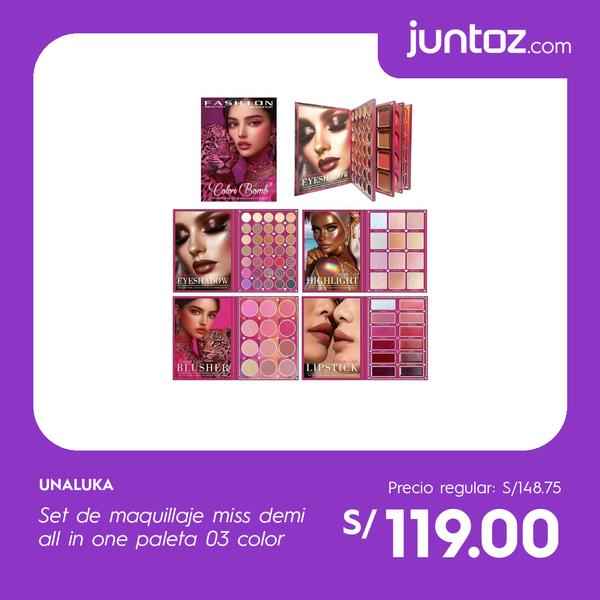 juntoz.com
FASHION
Color Bomb
EYESHADOW
EYESHADOW
HIGHLIGHT
BLUSHER
LIPSTICK
UNALUKA
Set de maquillaje miss demi
all in one paleta 03 color
Precio regular: S/148.75
S/119.00